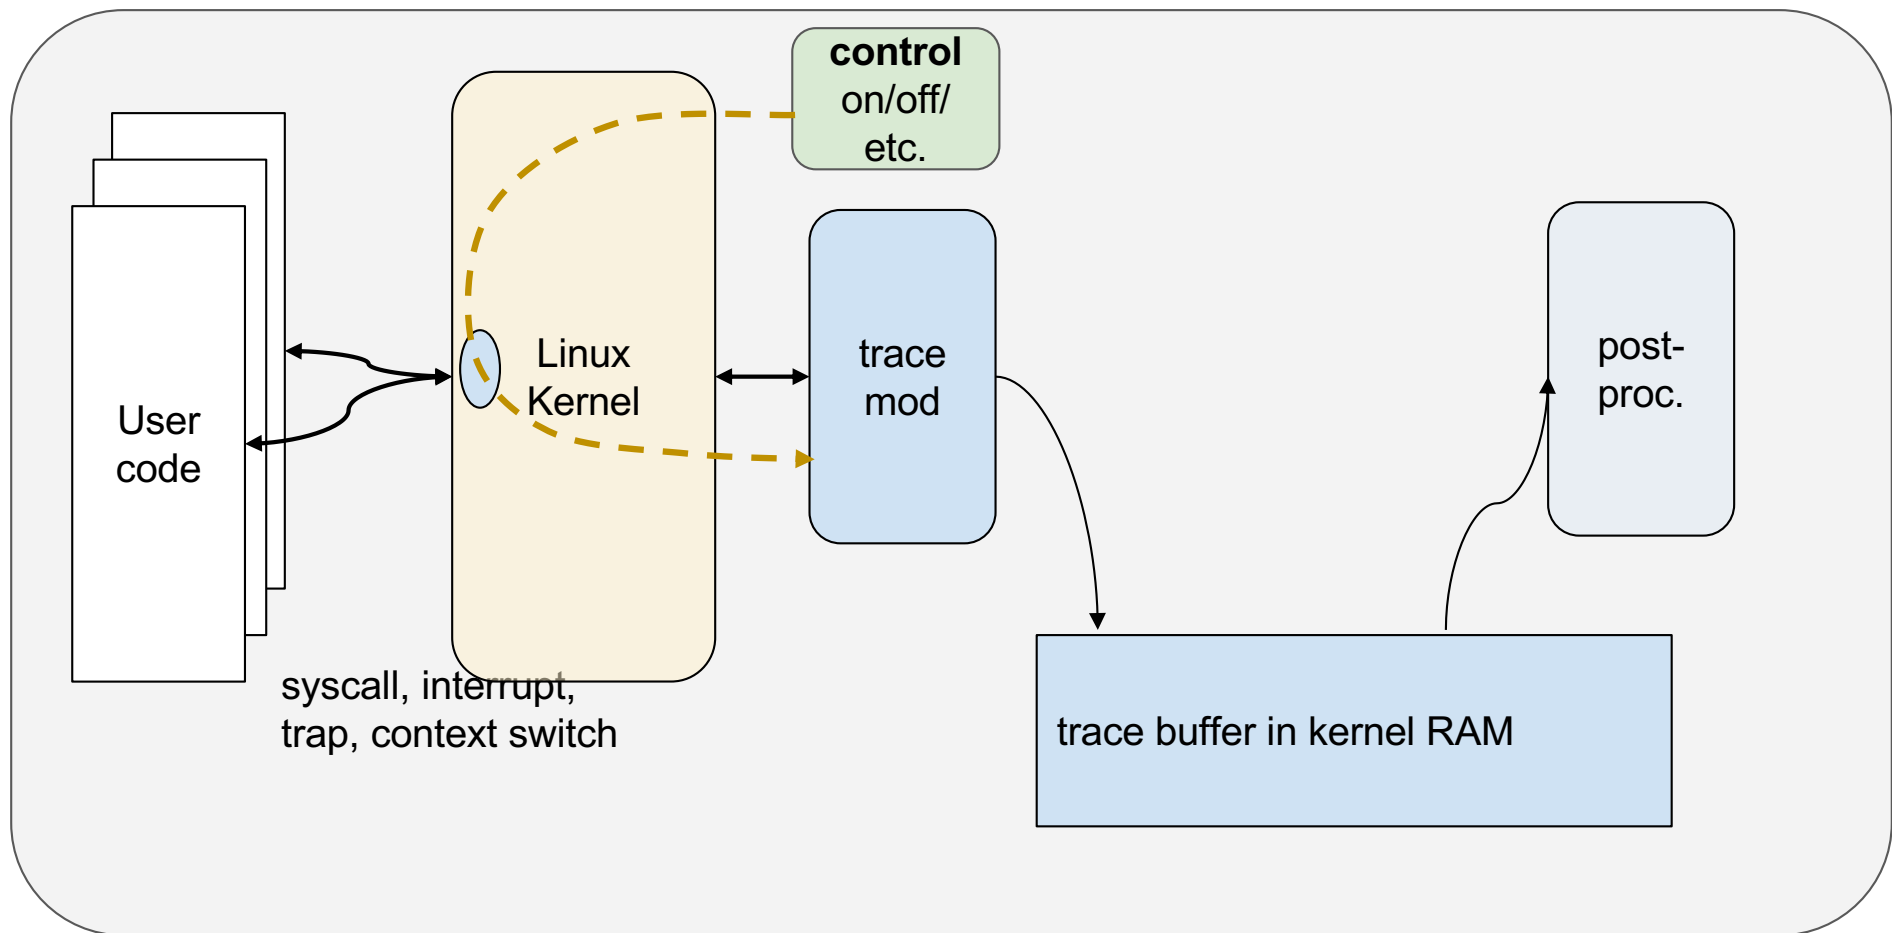 control
on/off/
etc.
User
code
Linux
Kernel
trace
mod
post-
proc.
syscall, interrupt,
trap, context switch
trace buffer in kernel RAM